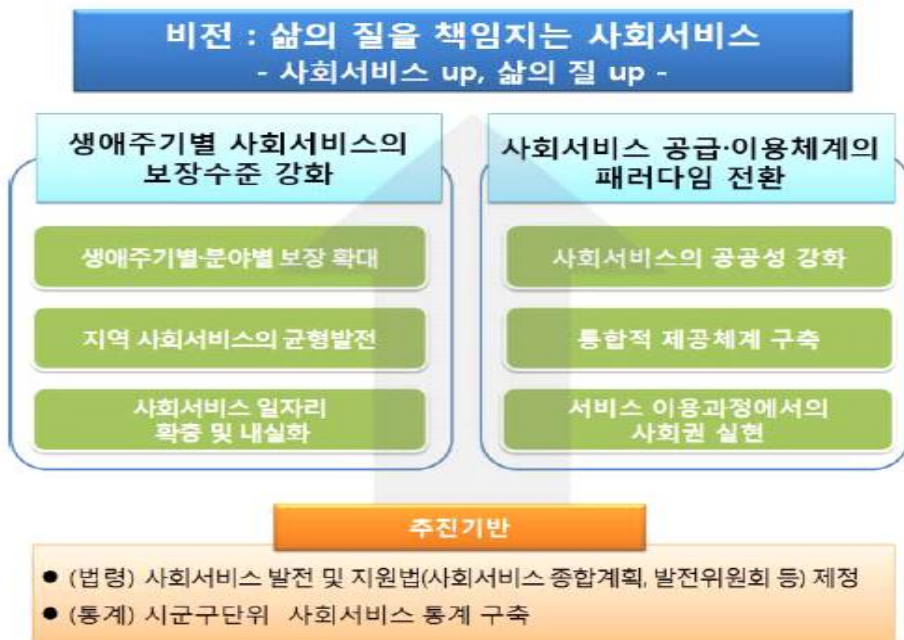 비전 : 삶의 질을 책임지는 사회서비스
- 사회서비스 up, 삶의 질 up -
생애주기별 사회서비스의
보장수준 강화
생애주기별·분야별 보장 확대
지역 사회서비스의 균형발전
사회서비스 일자리
확충 및 내실화
사회서비스 공급·이용체계의
패러다임 전환
사회서비스의 공공성 강화
통합적 제공체계 구축
서비스 이용과정에서의
사회권 실현
추진기반
● (법령) 사회서비스 발전 및 지원법(사회서비스 종합계획, 발전위원회 등) 제정
● (통계) 시군구단위 사회서비스 통계 구축